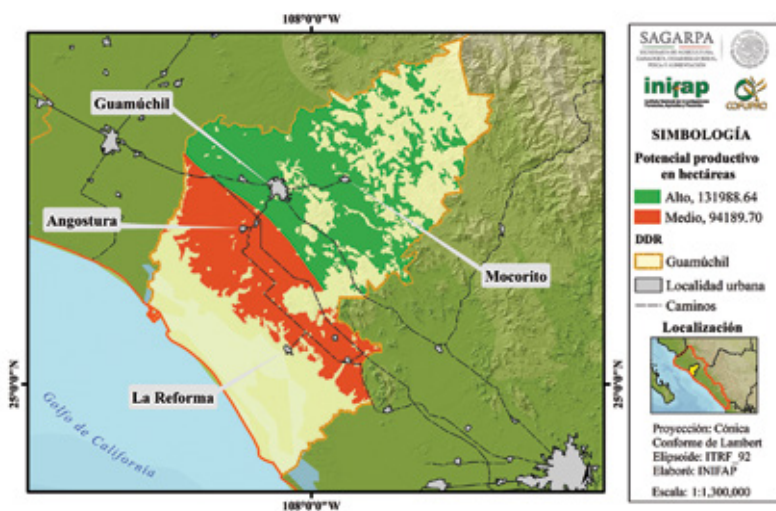 108°0'0"W
Guamúchil
Angostura
Mocorito
La Reforma
25°0'0"N
25°0'0"N
Golfo de California
108°0'0"W
SAGARPA
inifap
SIMBOLOGÍA
Potencial productivo
en hectáreas
Alto, 131988.64
Medio, 94189.70
DDR
Guamúchil
Localidad urbana
Caminos
Localización
Proyección: Cónica
Conforme de Lambert
Elipsoide: ITRF_92
Elaboró: INIFAP
Escala: 1:1,300,000